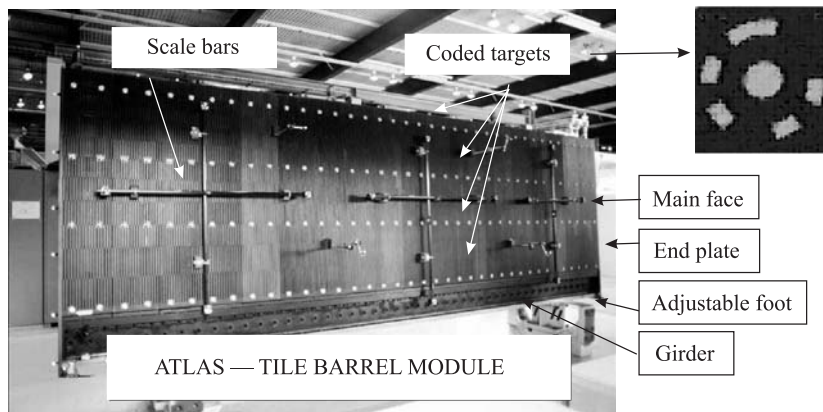 Scale bars
Coded targets
Main face
End plate
Adjustable foot
Girder
ATLAS — TILE BARREL MODULE